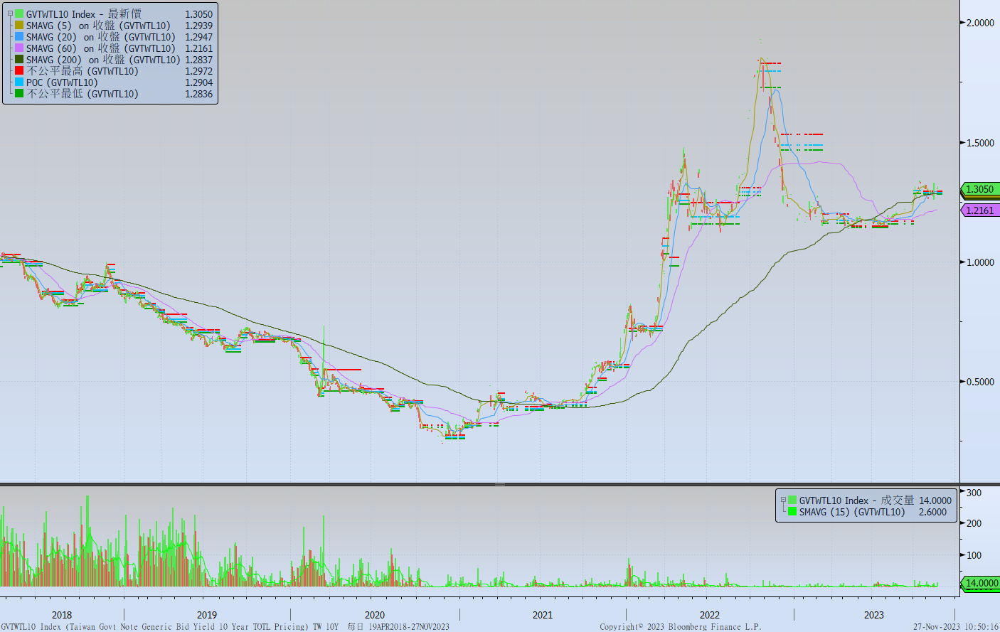 GVTWTL10 Index - 最新價 1.3050
SMAVG (5) on 收盤 (GVTWTL10) 1.2939
SMAVG (20) on 收盤 (GVTWTL10) 1.2947
SMAVG (60) on 收盤 (GVTWTL10) 1.2161
SMAVG (200) on 收盤 (GVTWTL10) 1.2837
不公平最高 (GVTWTL10) 1.2972
POC (GVTWTL10) 1.2904
不公平最低 (GVTWTL10) 1.2836
2.0000
1.5000
1.3050
1.2161
1.0000
0.5000
GVTWTL10 Index - 成交量 14.0000
SMAVG (15) (GVTWTL10) 2.6000
300
200
100
14.0000
2018 2019 2020 2021 2022 2023
GVTWTL10 Index (Taiwan Govt Note Generic Bid Yield 10 Year TOTL Pricing) TW 10Y 每日 19APR2018-27NOV2023 Copyright© 2023 Bloomberg Finance L.P. 27-Nov-2023 10:50:16